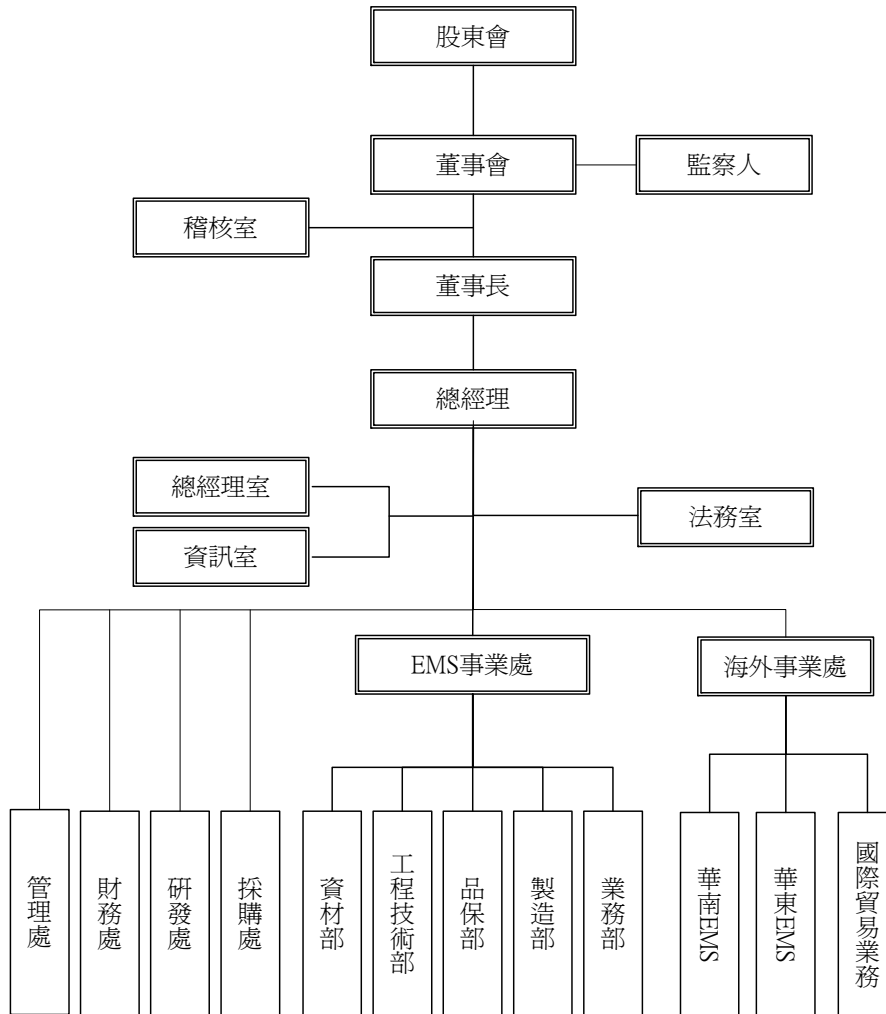 股東會
董事會
監察人
稽核室
董事長
總經理
總經理室
法務室
資訊室
EMS事業處
海外事業處
管理處
財務處
研發處
採購處
資材部
工程技術部
品保部
製造部
業務部
華南EMS
華東EMS
國際貿易業務